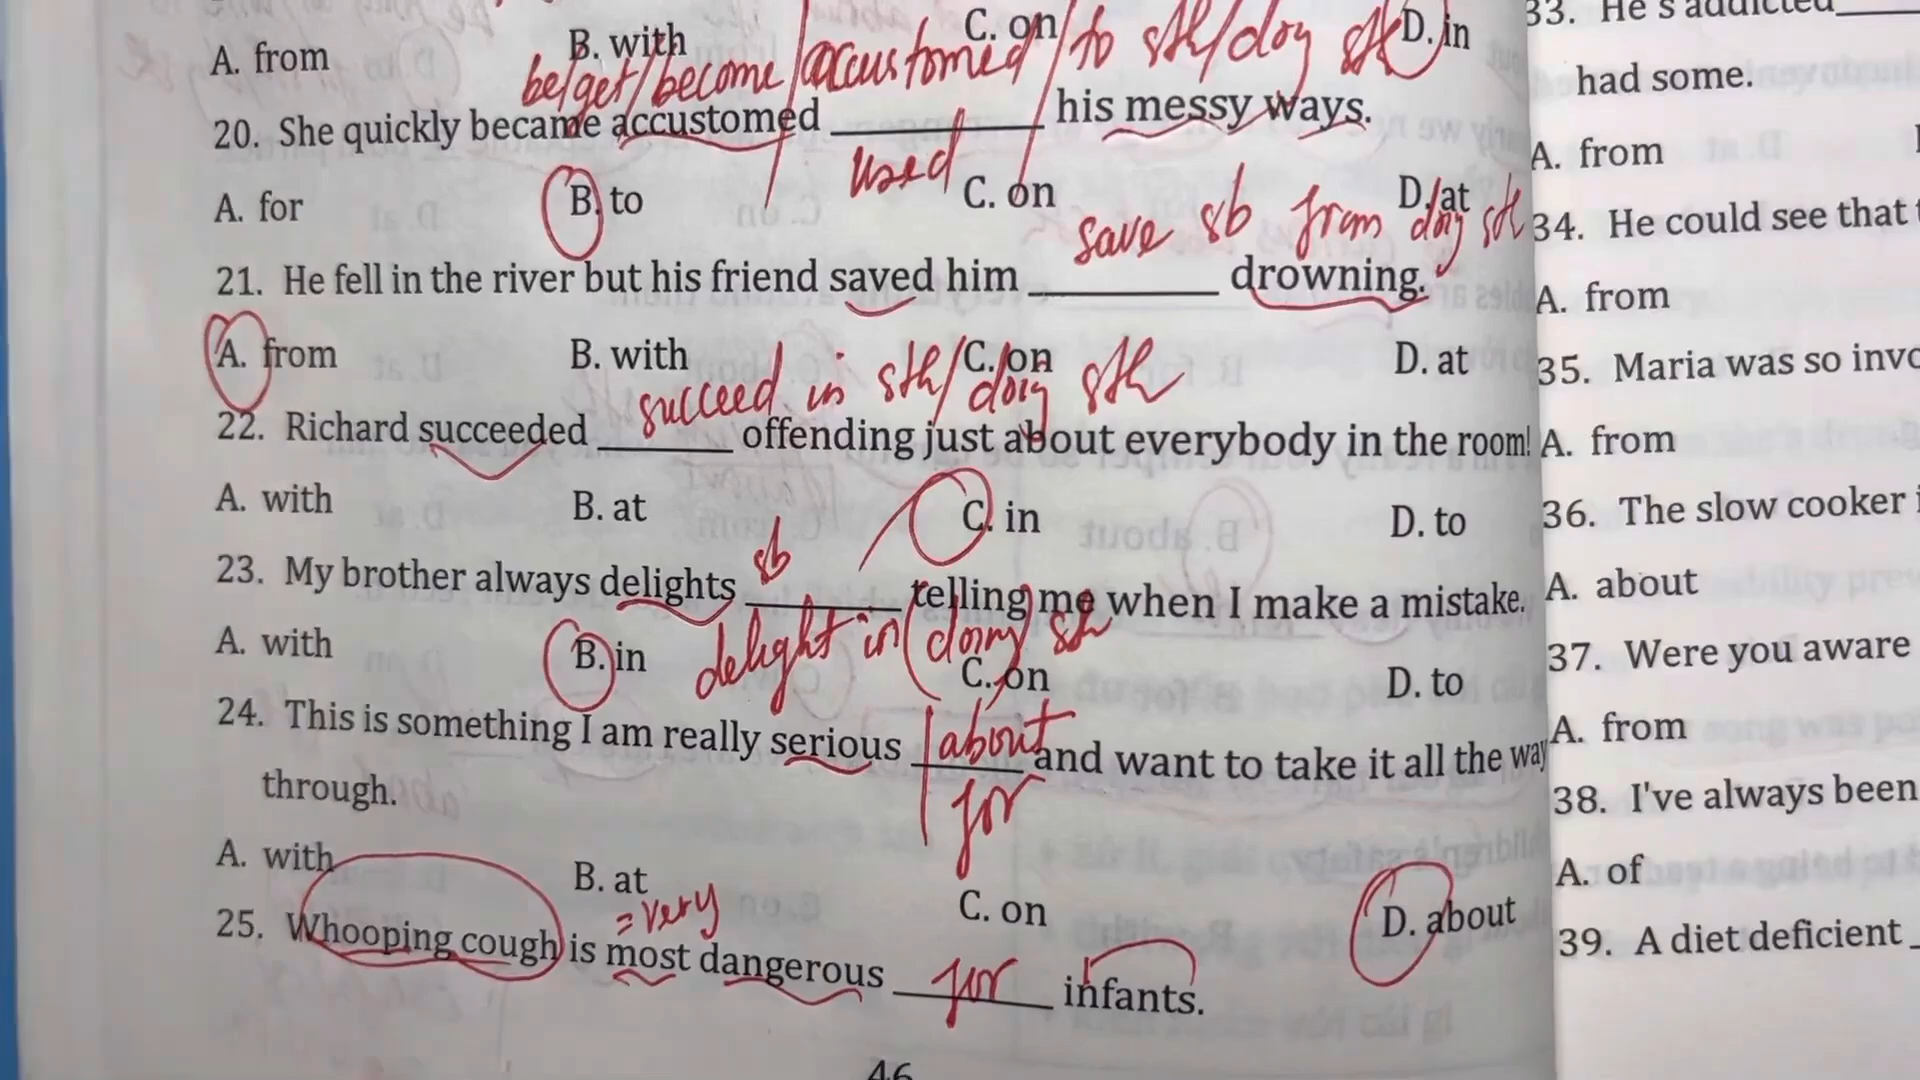 A. from B. with C. on D. in
be/get/become accustomed to sth/doing sth
20. She quickly became accustomed ________ his messy ways.
used
A. for B. to C. on D. at
save sb from doing sth
21. He fell in the river but his friend saved him ________ drowning.
A. from B. with C. on D. at
succeed in sth/doing sth
22. Richard succeeded ________ offending just about everybody in the room!
A. with B. at C. in D. to
sb
23. My brother always delights ________ telling me when I make a mistake.
delight in doing sth
A. with B. in C. on D. to
24. This is something I am really serious about and want to take it all the way
for
through.
A. with B. at C. on D. about
= very
25. Whooping cough is most dangerous for infants.
46
33. He's addicted
had some.
A. from
34. He could see that
A. from
35. Maria was so
A. from
36. The slow cooker
A. about
37. Were you aware
A. from
38. I've always been
A. of
39. A diet deficient